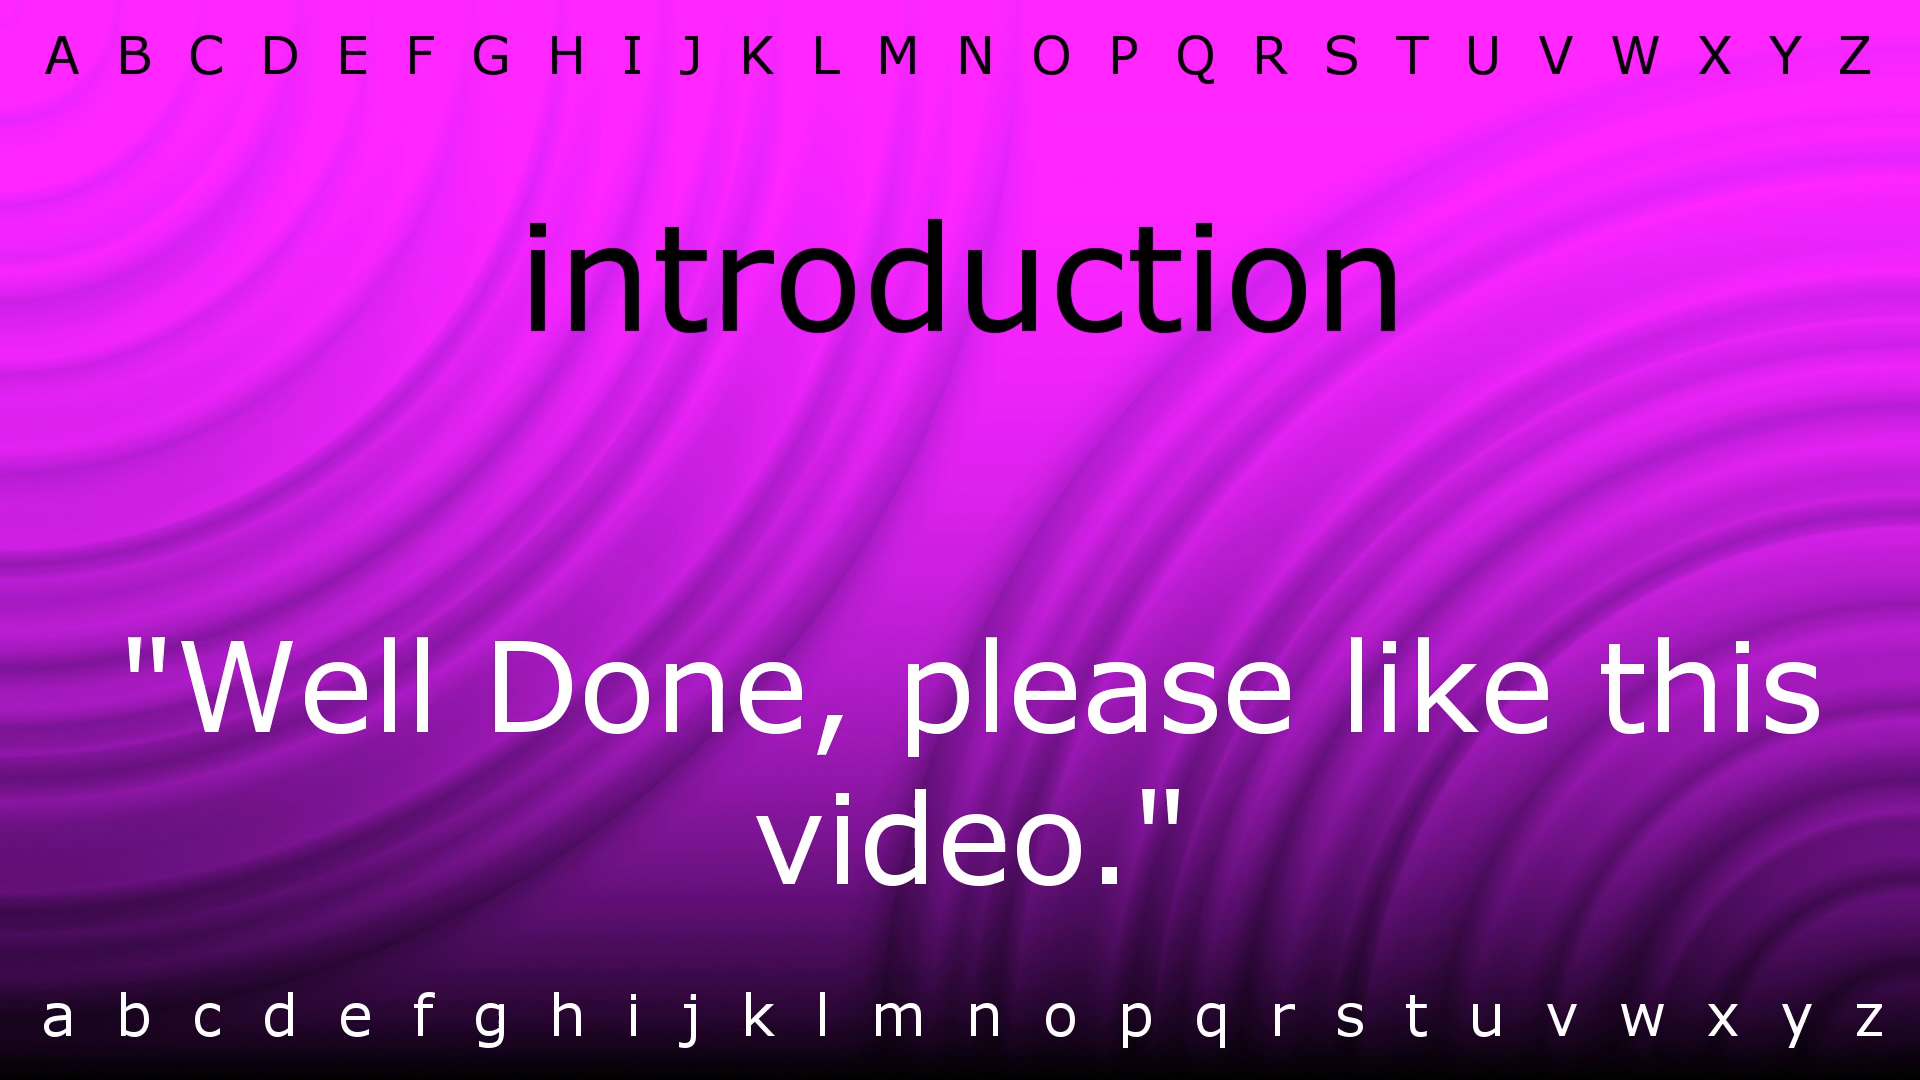 A B C D E F G H I J K L M N O P Q R S T U V W X Y Z
introduction
"Well Done, please like this
video."
a b c d e f g h i j k l m n o p q r s t u v w x y z